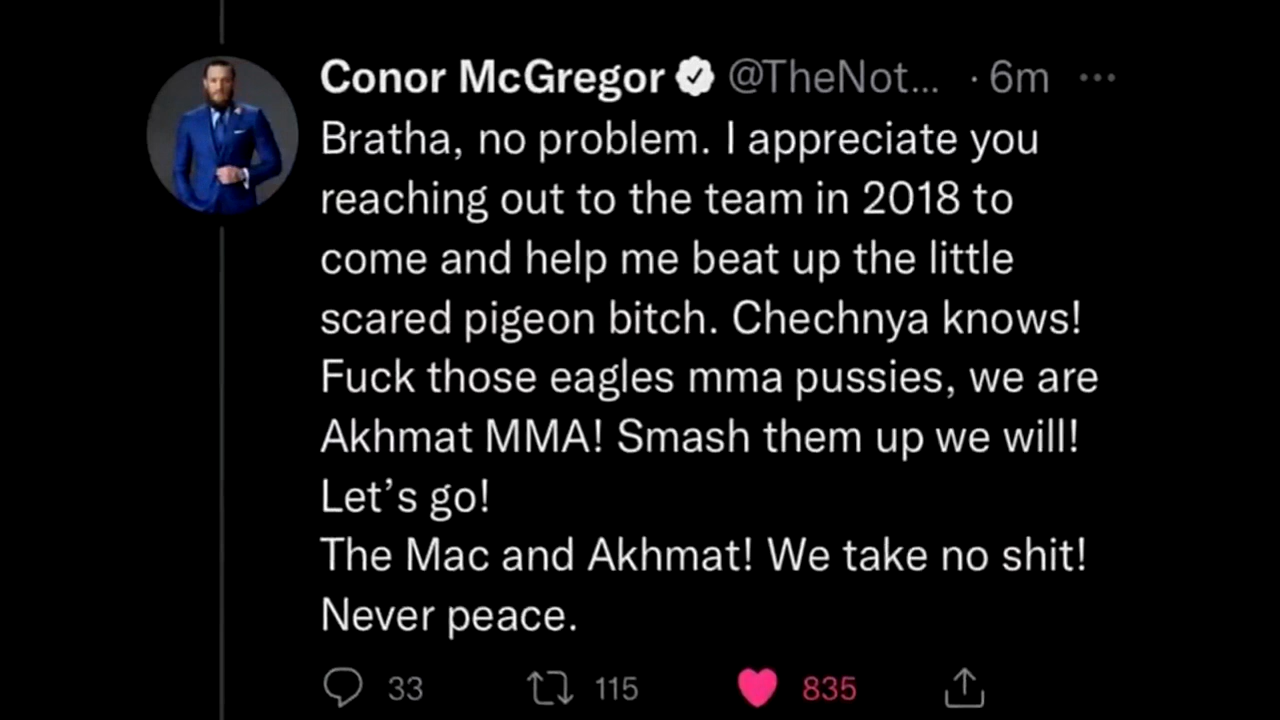 Conor McGregor @TheNot... · 6m ...
Bratha, no problem. I appreciate you
reaching out to the team in 2018 to
come and help me beat up the little
scared pigeon bitch. Chechnya knows!
Fuck those eagles mma pussies, we are
Akhmat MMA! Smash them up we will!
Let’s go!
The Mac and Akhmat! We take no shit!
Never peace.
33 115 835